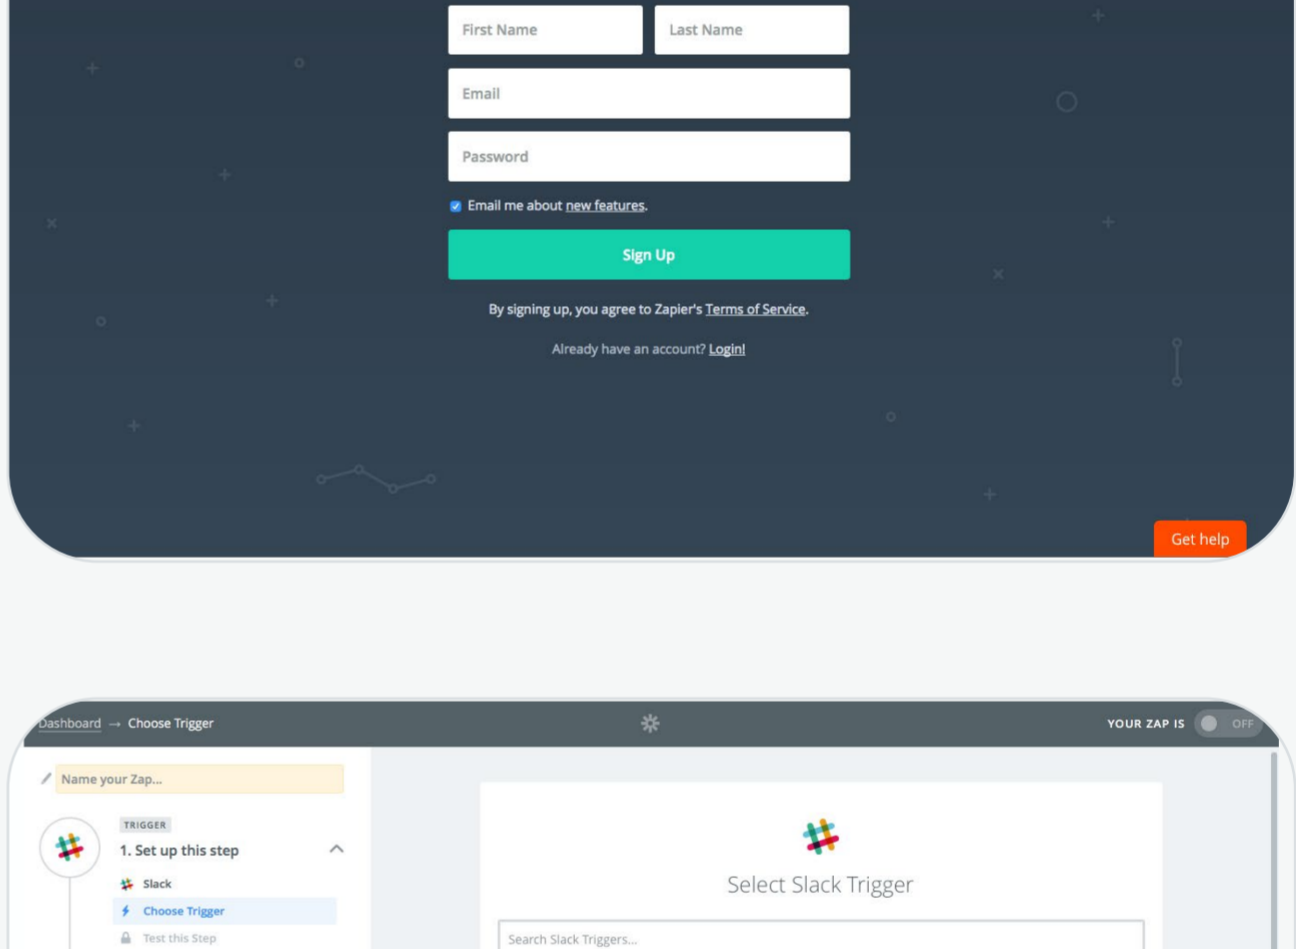 First Name Last Name
Email
Password
Email me about new features.
Sign Up
By signing up, you agree to Zapier's Terms of Service.
Already have an account? Login!
Get help
Dashboard → Choose Trigger
YOUR ZAP IS OFF
Name your Zap...
TRIGGER
1. Set up this step
Slack
Choose Trigger
Test this Step
Select Slack Trigger
Search Slack Triggers...